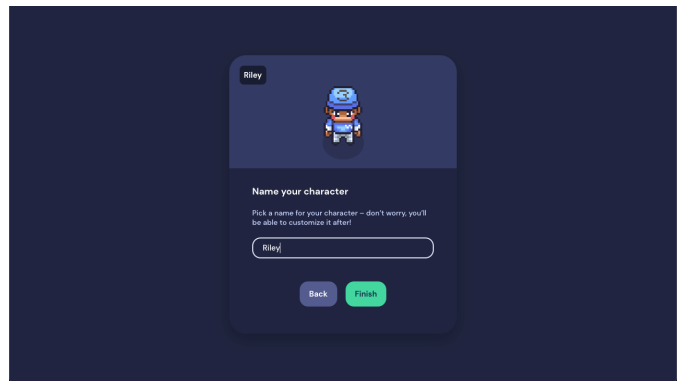 Riley
3
Name your character
Pick a name for your character – don't worry, you'll
be able to customize it after!
Riley
Back
Finish